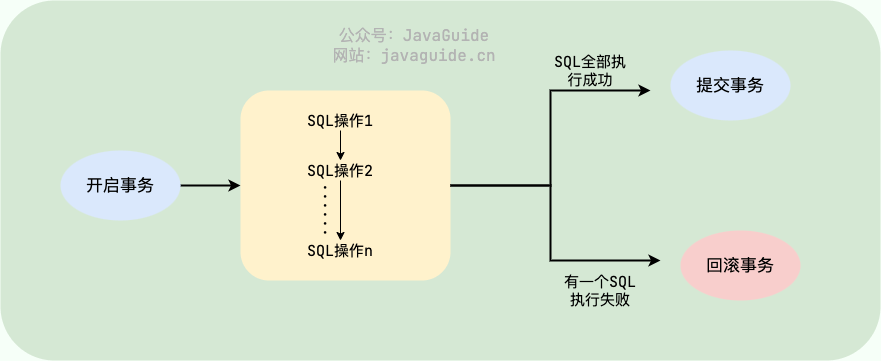 公众号：JavaGuide
网站：javaguide.cn
开启事务
SQL操作1
SQL操作2
SQL操作n
SQL全部执
行成功
提交事务
有一个SQL
执行失败
回滚事务